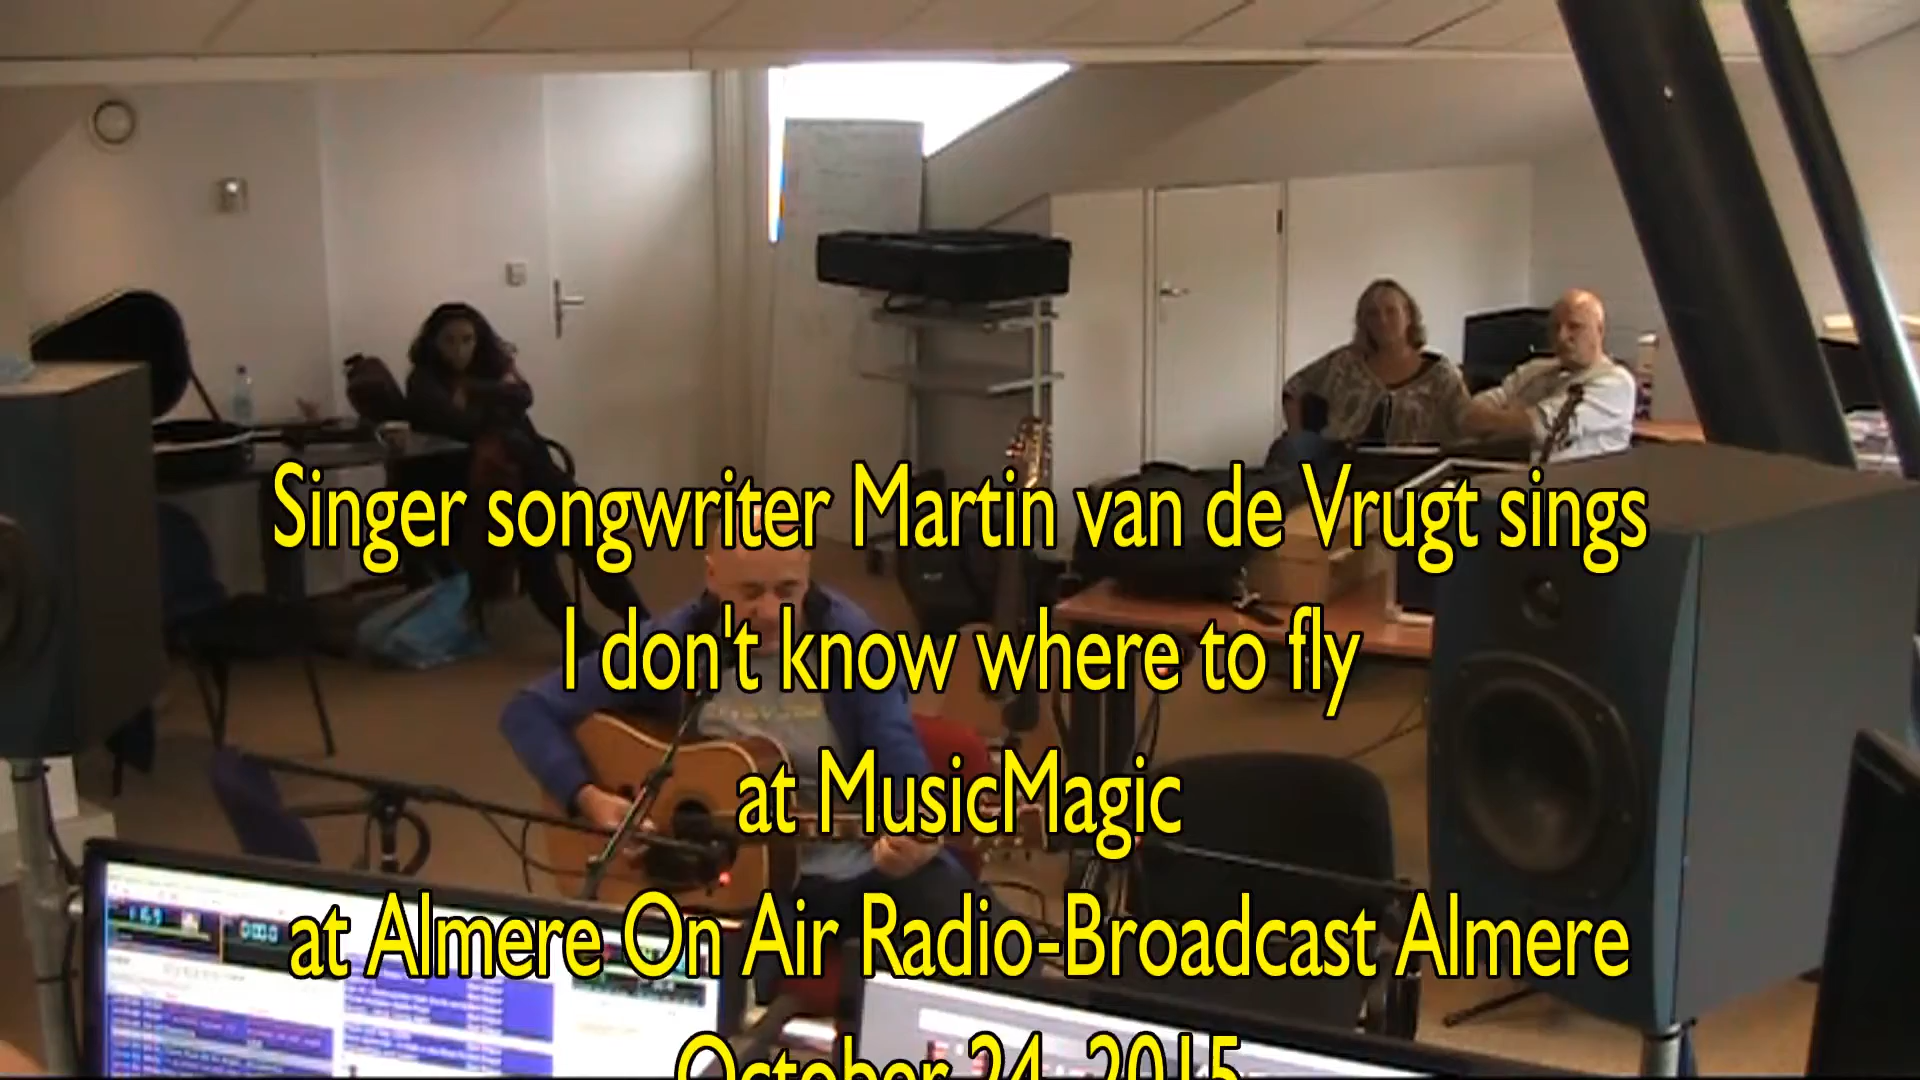 Singer songwriter Martin van de Vrugt sings
I don't know where to fly
at MusicMagic
at Almere On Air Radio-Broadcast Almere
October 24, 2015